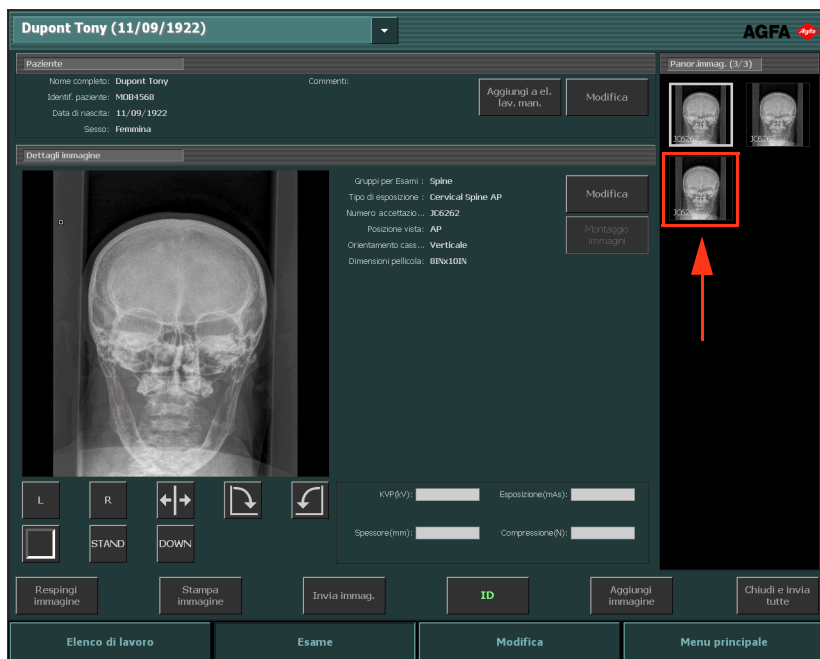 Dupont Tony (11/09/1922)
AGFA
Agfa
Paziente
Nome completo: Dupont Tony
Commenti:
Identif. paziente: MOB4568
Data di nascita: 11/09/1922
Sesso: Femmina
Aggiungi a el.
lav. man.
Modifica
Panor.immag. (3/3)
JC6262
Dettagli immagine
Gruppi per Esami : Spine
Tipo di esposizione : Cervical Spine AP
Numero accettazio... JC6262
Posizione vista: AP
Orientamento cass... Verticale
Dimensioni pellicola: 8INx10IN
Modifica
Montaggio
immagini
L
R
STAND
DOWN
KVP(kV):
Esposizione(mAs):
Spessore(mm):
Compressione(N):
Respingi
immagine
Stampa
immagine
Invia immag.
ID
Aggiungi
immagine
Chiudi e invia
tutte
Elenco di lavoro
Esame
Modifica
Menu principale